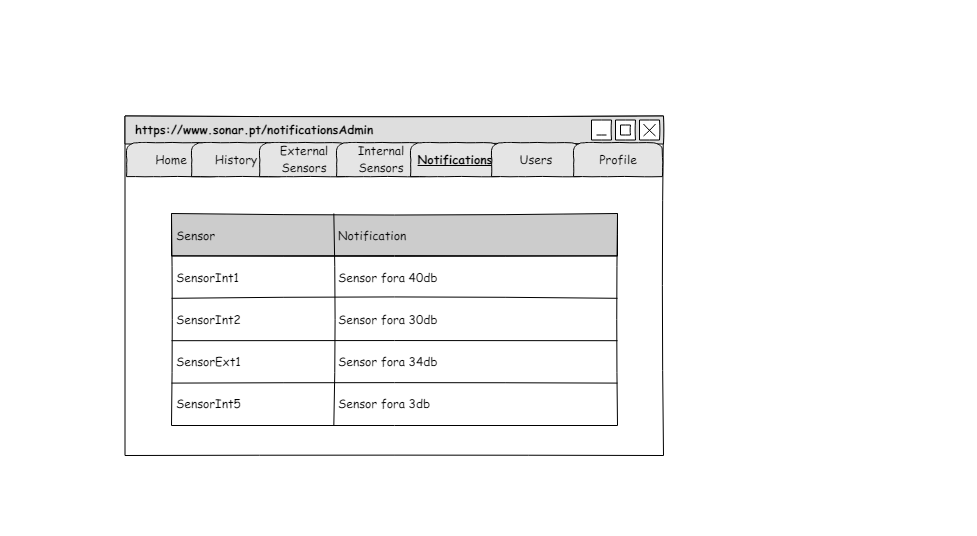 https://www.sonar.pt/notificationsAdmin
Home History External Sensors Internal Sensors Notifications Users Profile
Sensor Notification
SensorInt1 Sensor fora 40db
SensorInt2 Sensor fora 30db
SensorExt1 Sensor fora 34db
SensorInt5 Sensor fora 3db